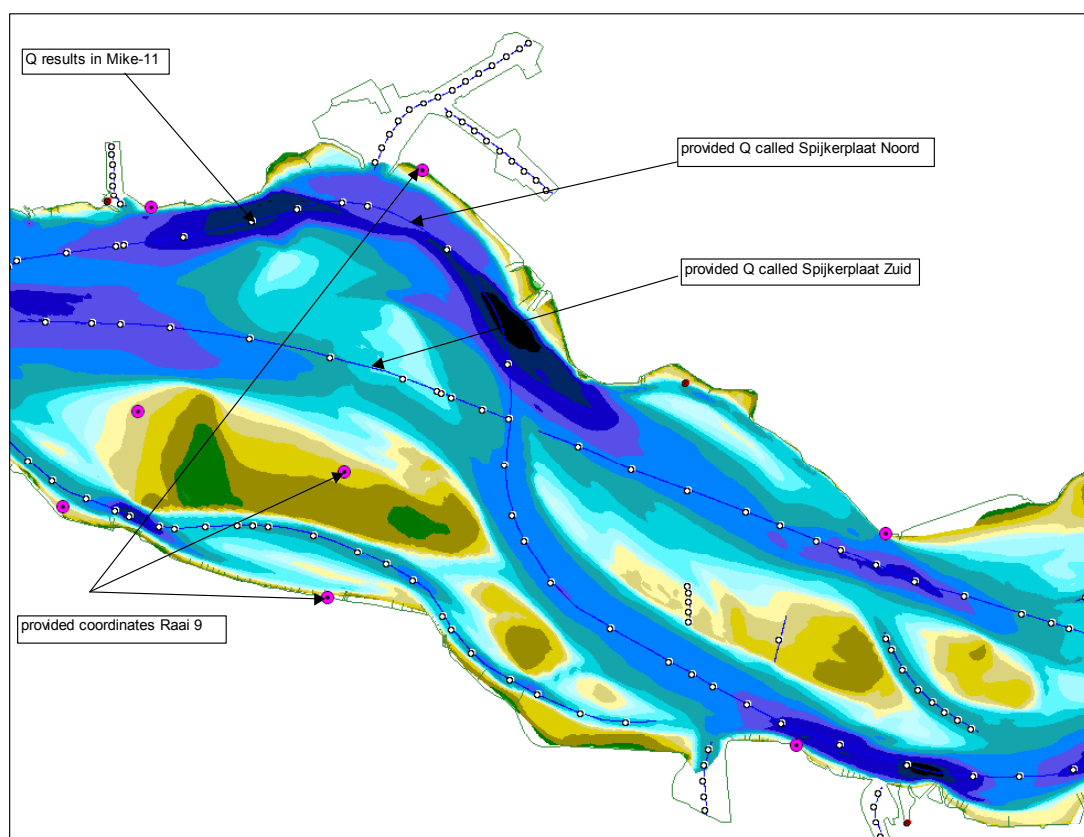 Q results in Mike-11
provided Q called Spijkerplaat Noord
provided Q called Spijkerplaat Zuid
provided coordinates Raai 9